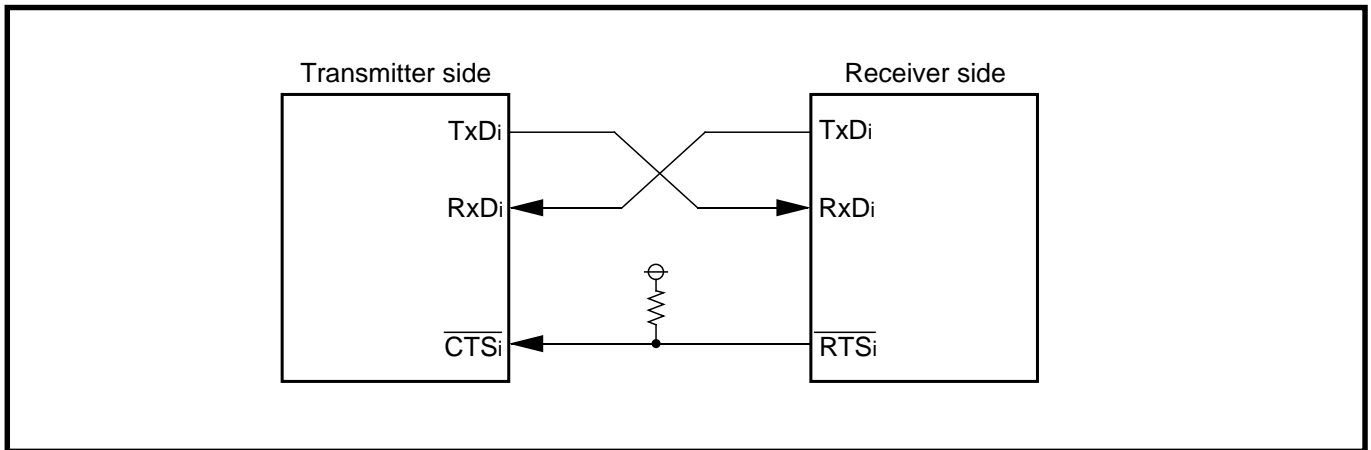 Transmitter side
Receiver side
TxDi
TxDi
RxDi
RxDi
CTSi
RTSi